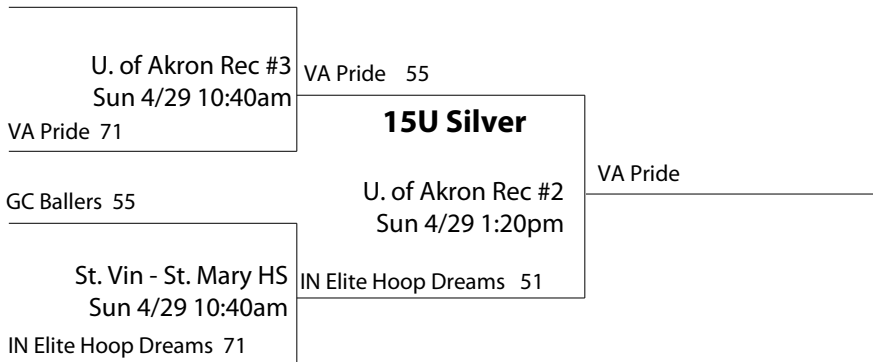 U. of Akron Rec #3
Sun 4/29 10:40am
VA Pride 71
VA Pride 55
15U Silver
U. of Akron Rec #2
Sun 4/29 1:20pm
VA Pride
GC Ballers 55
St. Vin - St. Mary HS
Sun 4/29 10:40am
IN Elite Hoop Dreams 71
IN Elite Hoop Dreams 51